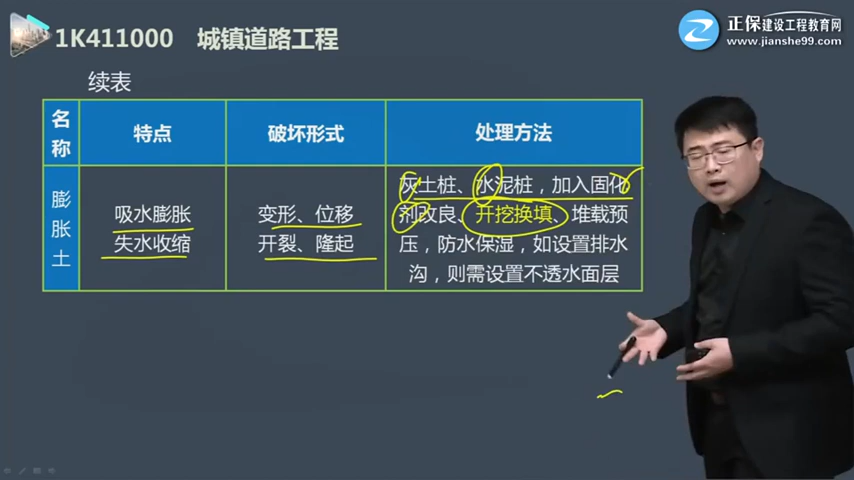 1K411000 城镇道路工程
正保建设工程教育网
www.jianshe99.com
续表
名称
特点
破坏形式
处理方法
膨胀土
吸水膨胀
失水收缩
变形、位移
开裂、隆起
灰土桩、水泥桩，加入固化
剂改良、开挖换填、堆载预
压，防水保湿，如设置排水
沟，则需设置不透水面层